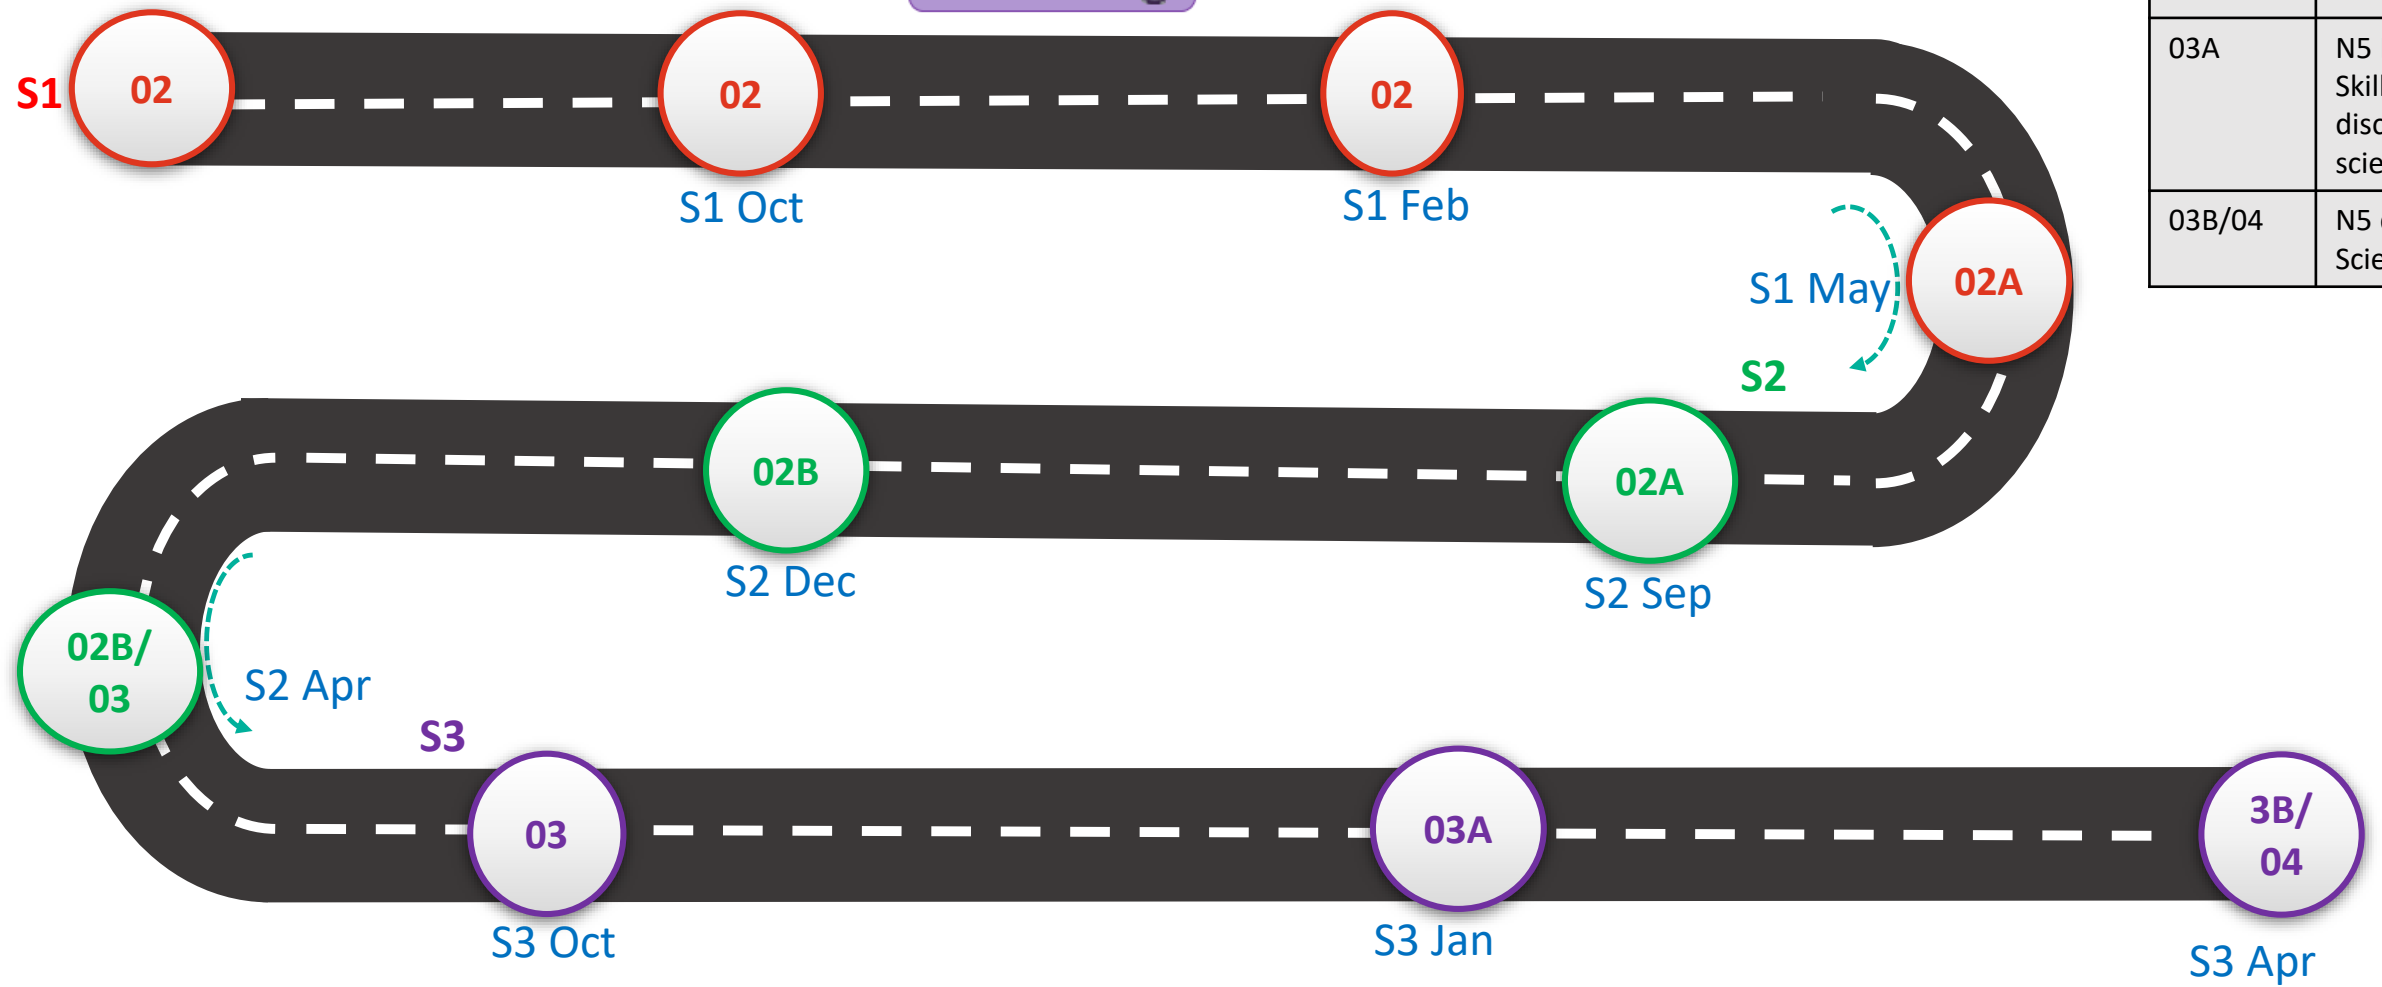 S1
02
02
02
S1 Oct
S1 Feb
02A
S1 May
S2
02A
S2 Sep
02B
S2 Dec
02B/
03
S2 Apr
S3
03
S3 Oct
03A
S3 Jan
3B/
04
S3 Apr
03A
N5
03B/04
N5